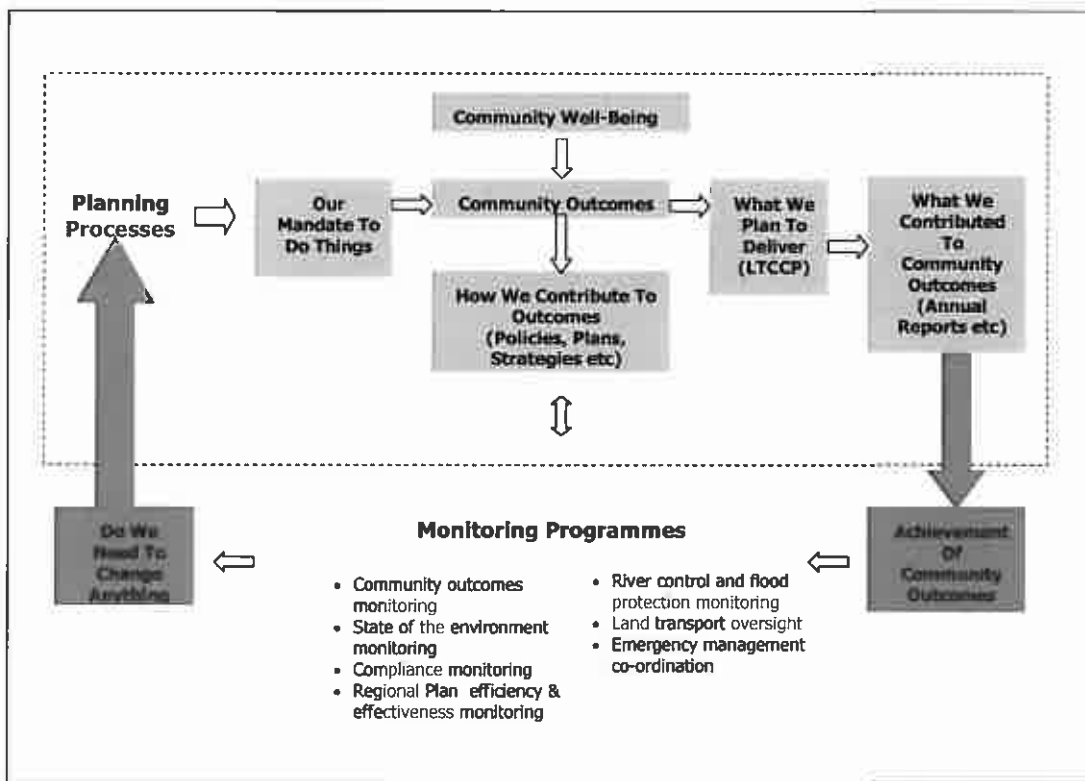 Community Well-Being
Planning
Processes
Our
Mandate To
Do Things
Community Outcomes
What We
Plan To
Deliver
(LTCCP)
What We
Contributed
To
Community
Outcomes
(Annual
Reports etc)
How We Contribute To
Outcomes
(Policies, Plans,
Strategies etc)
Do We
Need To
Change
Anything
Monitoring Programmes
• Community outcomes
monitoring
• State of the environment
monitoring
• Compliance monitoring
• Regional Plan efficiency &
effectiveness monitoring
• River control and flood
protection monitoring
• Land transport oversight
• Emergency management
co-ordination
Achievement
Of
Community
Outcomes